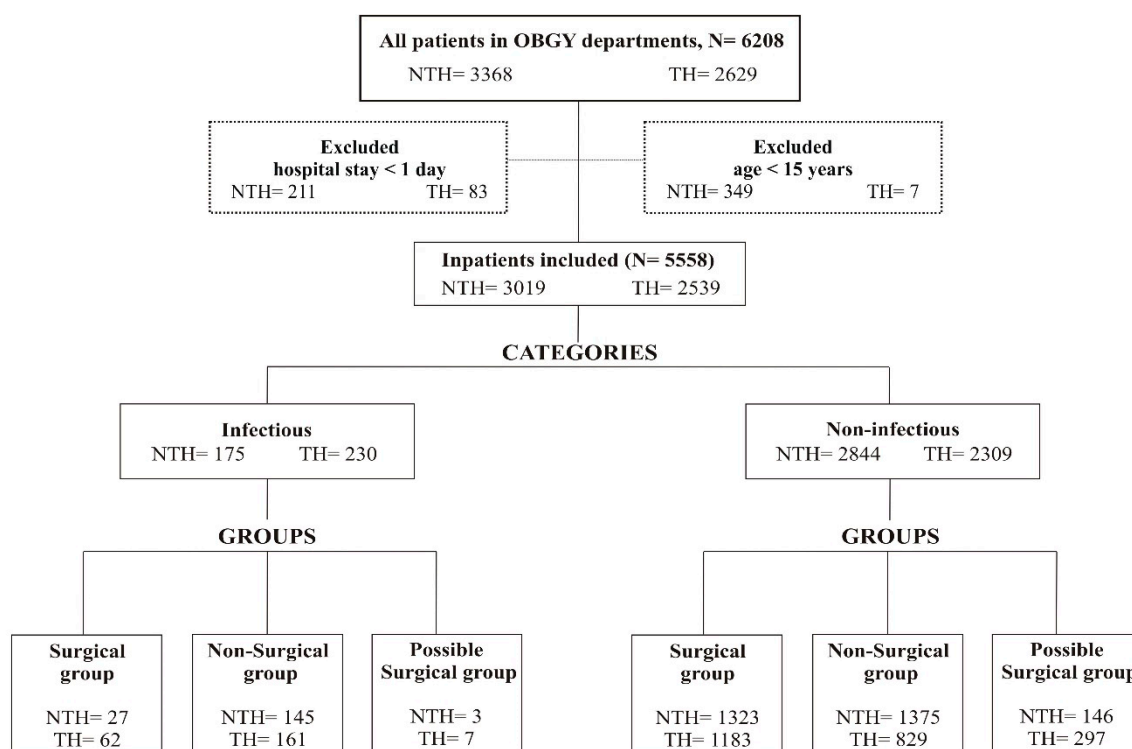 All patients in OBGY departments, N= 6208
NTH= 3368 TH= 2629
Excluded
hospital stay < 1 day
NTH= 211 TH= 83
Excluded
age < 15 years
NTH= 349 TH= 7
Inpatients included (N= 5558)
NTH= 3019 TH= 2539
CATEGORIES
Infectious
NTH= 175 TH= 230
Non-infectious
NTH= 2844 TH= 2309
GROUPS
GROUPS
Surgical
group
NTH= 27
TH= 62
Non-Surgical
group
NTH= 145
TH= 161
Possible
Surgical group
NTH= 3
TH= 7
Surgical
group
NTH= 1323
TH= 1183
Non-Surgical
group
NTH= 1375
TH= 829
Possible
Surgical group
NTH= 146
TH= 297